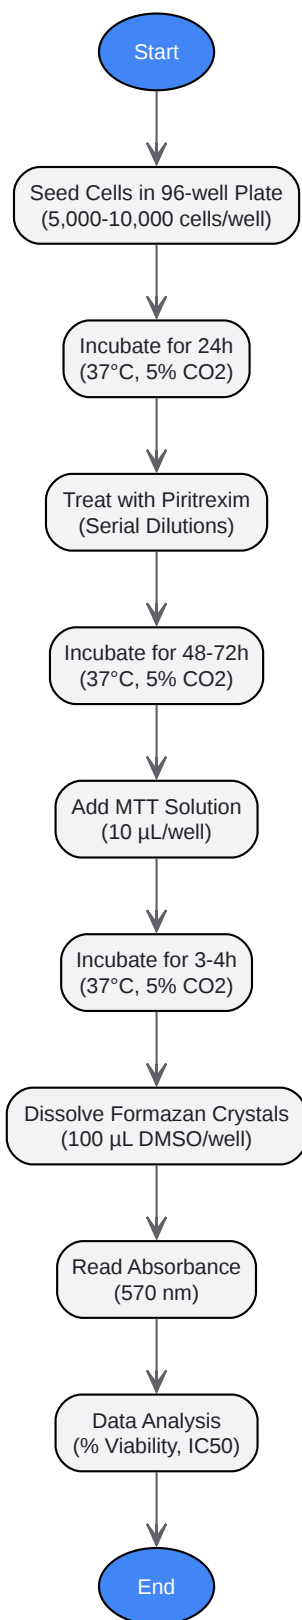 Start
Seed Cells in 96-well Plate
(5,000-10,000 cells/well)
Incubate for 24h
(37°C, 5% CO2)
Treat with Piritrexim
(Serial Dilutions)
Incubate for 48-72h
(37°C, 5% CO2)
Add MTT Solution
(10 µL/well)
Incubate for 3-4h
(37°C, 5% CO2)
Dissolve Formazan Crystals
(100 µL DMSO/well)
Read Absorbance
(570 nm)
Data Analysis
(% Viability, IC50)
End